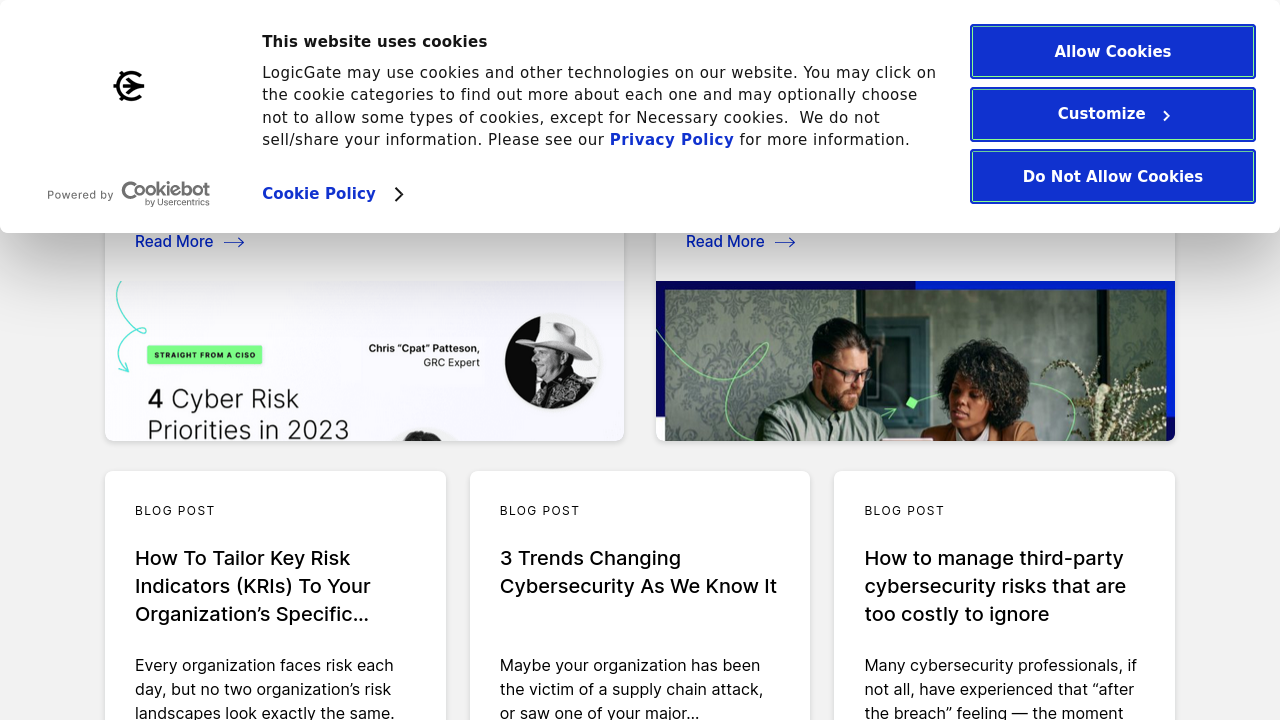 This website uses cookies
LogicGate may use cookies and other technologies on our website. You may click on
the cookie categories to find out more about each one and may optionally choose
not to allow some types of cookies, except for Necessary cookies.  We do not
sell/share your information. Please see our Privacy Policy for more information.
Powered by Cookiebot
by Usercentrics
Cookie Policy
Allow Cookies
Customize
Do Not Allow Cookies
Read More
Read More
STRAIGHT FROM A CISO
Chris "Cpat" Patteson,
GRC Expert
4 Cyber Risk
Priorities in 2023
BLOG POST
How To Tailor Key Risk
Indicators (KRIs) To Your
Organization’s Specific...
Every organization faces risk each
day, but no two organization’s risk
landscapes look exactly the same.
BLOG POST
3 Trends Changing
Cybersecurity As We Know It
Maybe your organization has been
the victim of a supply chain attack,
or saw one of your major...
BLOG POST
How to manage third-party
cybersecurity risks that are
too costly to ignore
Many cybersecurity professionals, if
not all, have experienced that “after
the breach” feeling — the moment